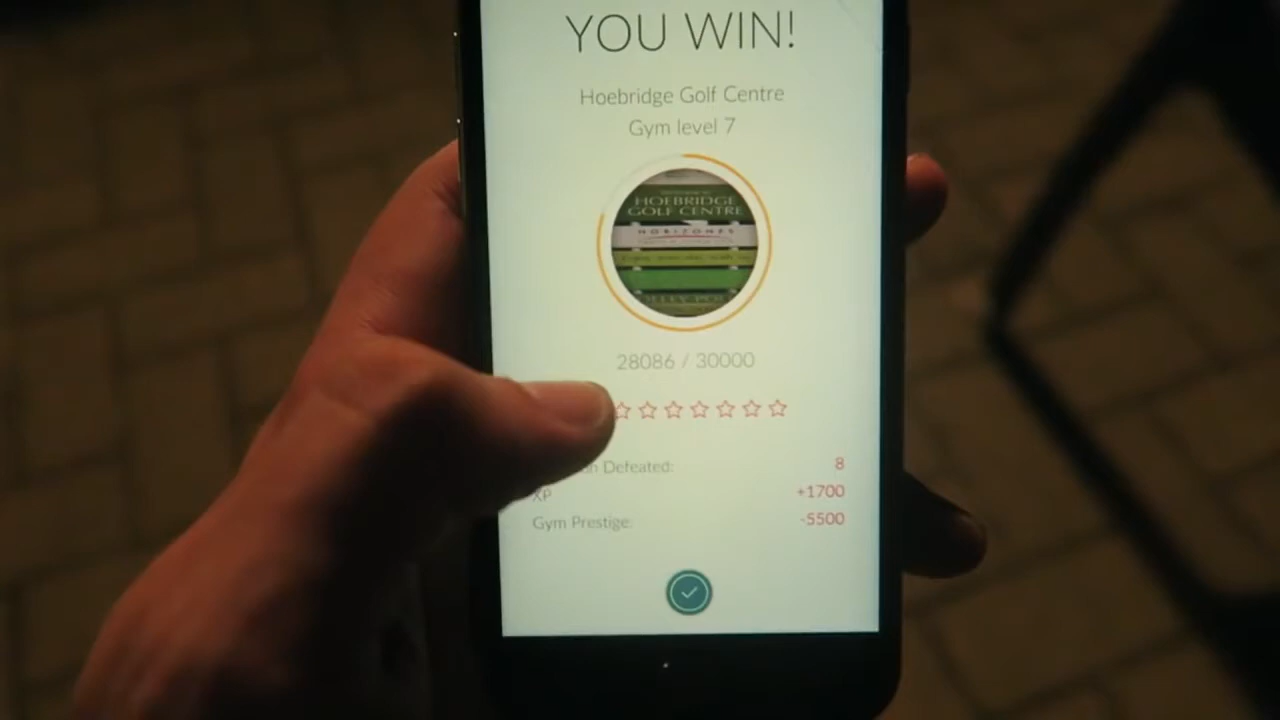 YOU WIN!
Hoebridge Golf Centre
Gym level 7
HOEBRIDGE
GOLF CENTRE
HORIZONS
28086 / 30000
Defeated: 8
XP +1700
Gym Prestige: -5500